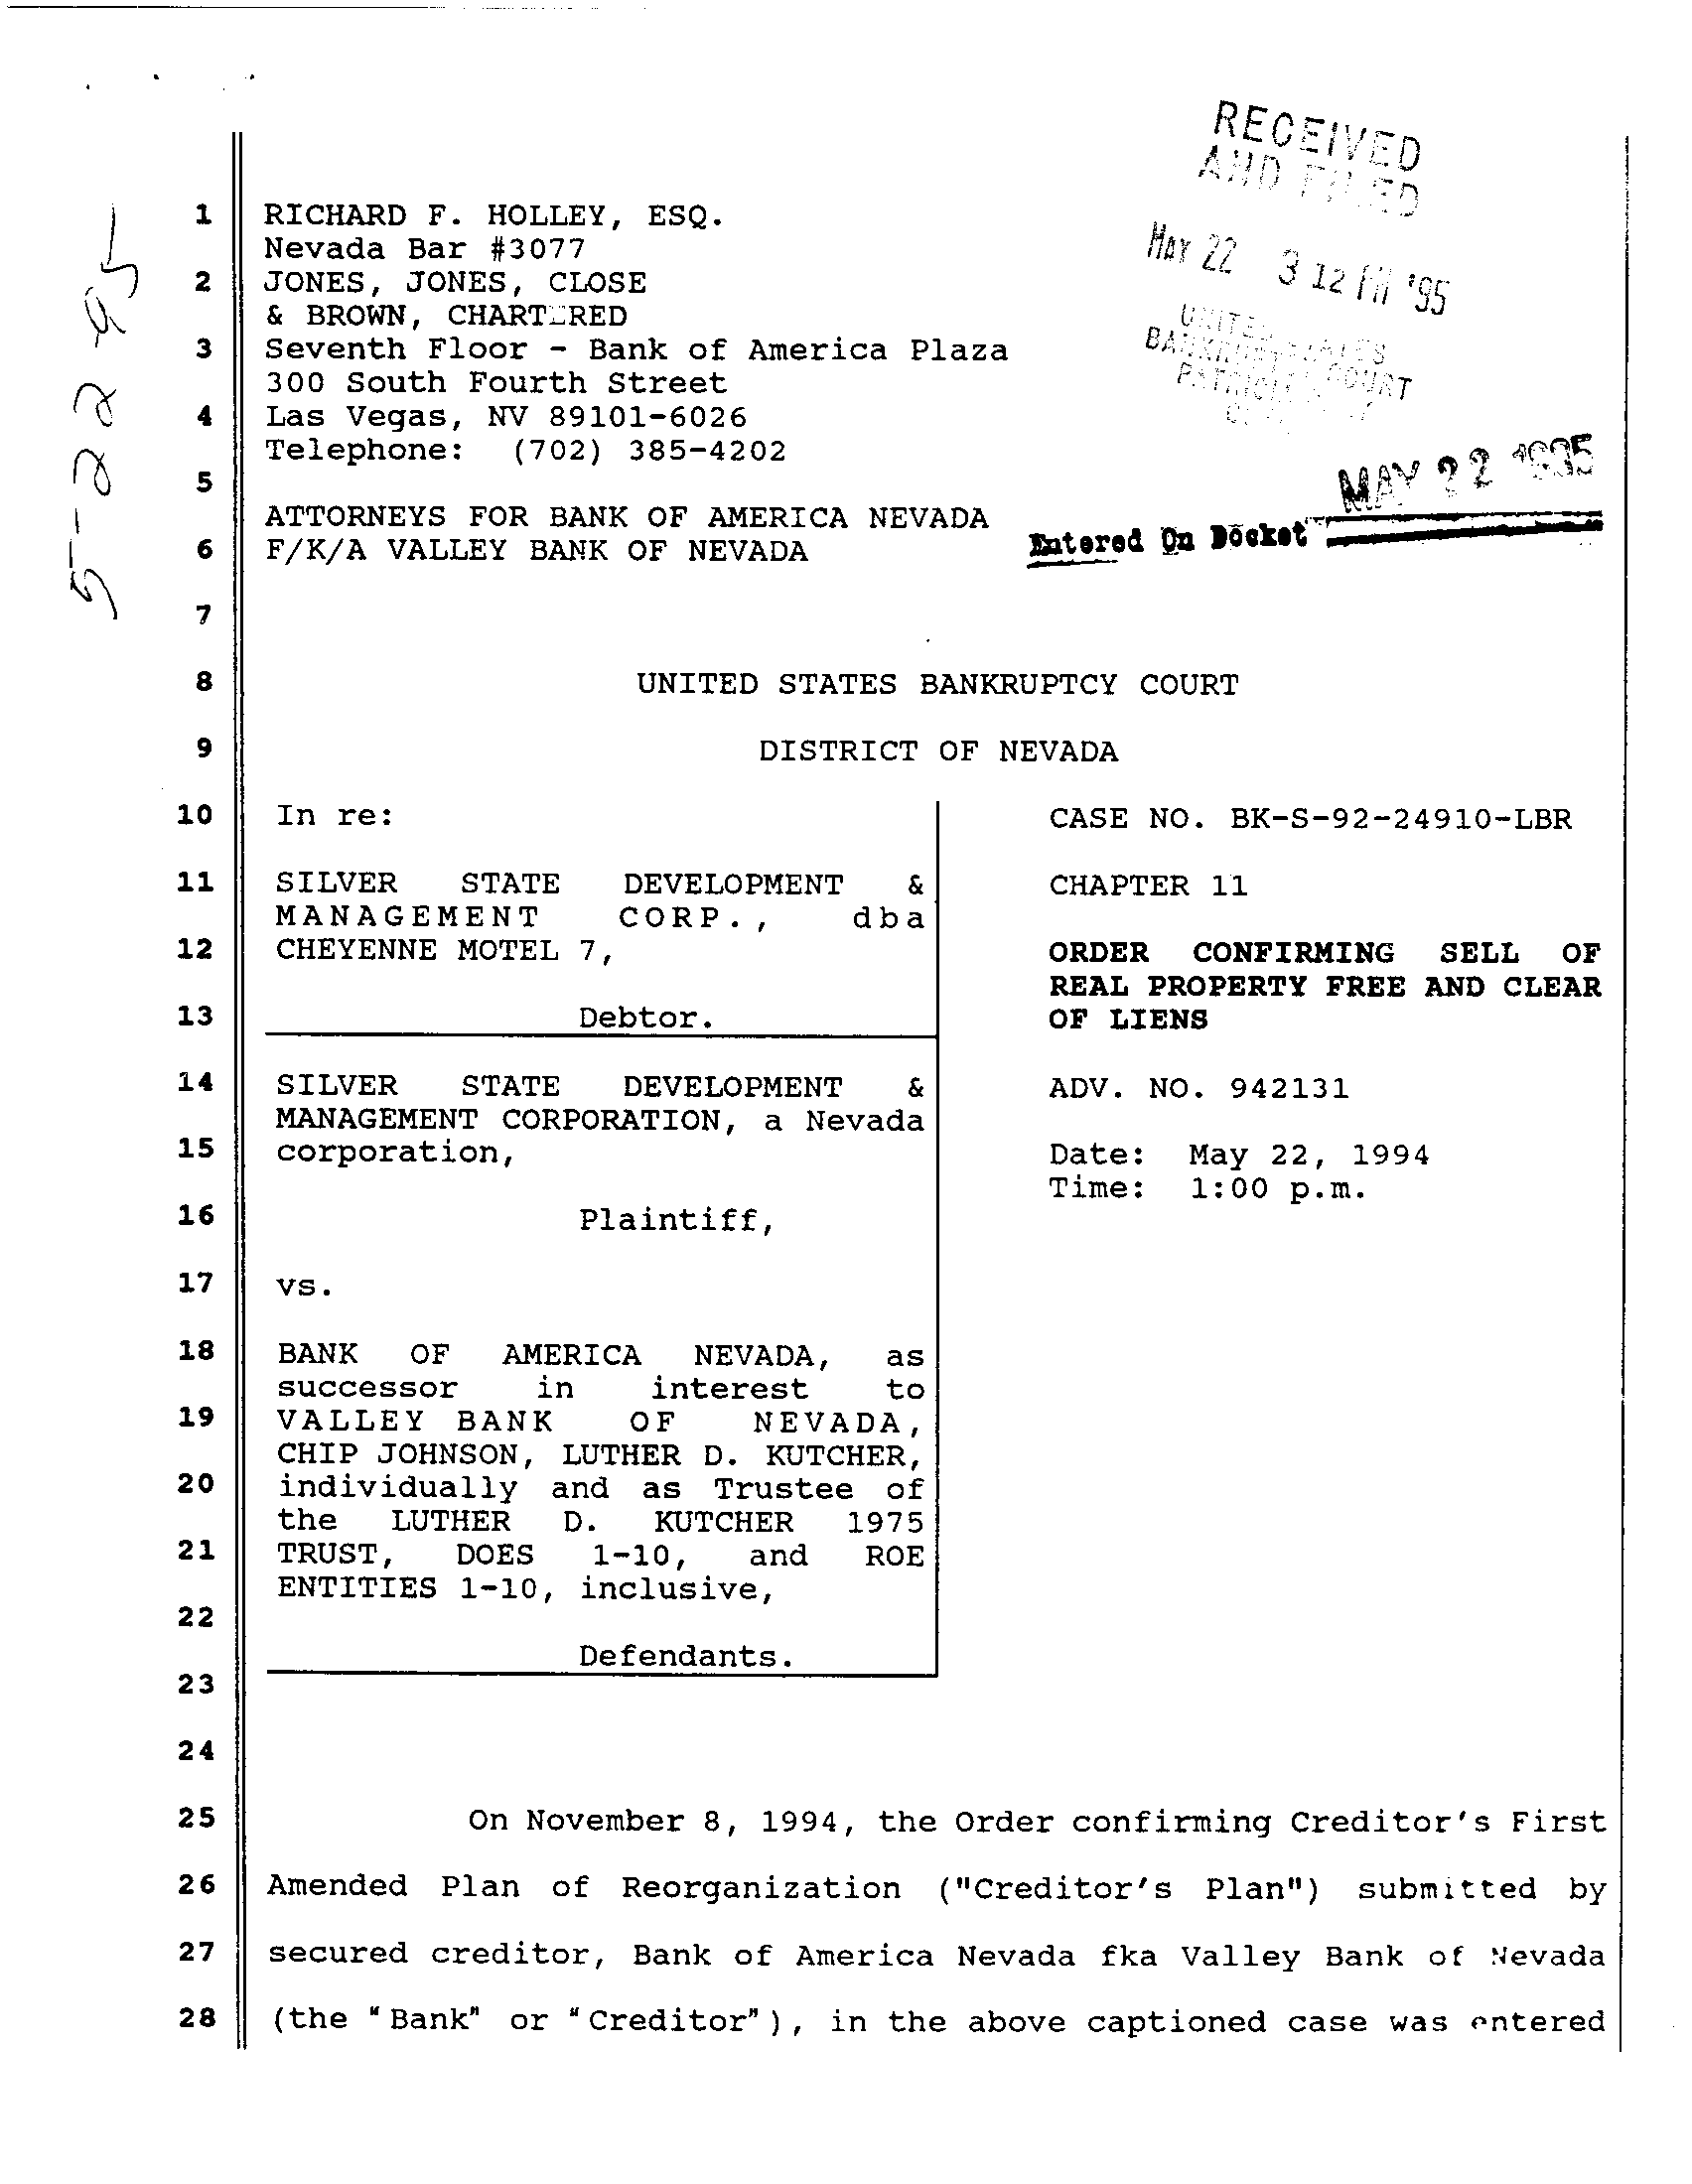 RECEIVED
AND FILED
MAY 22 3 12 PM '95
UNITED STATES
BANKRUPTCY COURT
MAY 22 1995
Entered On Docket
5-22-95
1 RICHARD F. HOLLEY, ESQ.
Nevada Bar #3077
2 JONES, JONES, CLOSE
& BROWN, CHARTERED
3 Seventh Floor - Bank of America Plaza
300 South Fourth Street
4 Las Vegas, NV 89101-6026
Telephone: (702) 385-4202
5
ATTORNEYS FOR BANK OF AMERICA NEVADA
6 F/K/A VALLEY BANK OF NEVADA
7
8 UNITED STATES BANKRUPTCY COURT
9 DISTRICT OF NEVADA
10 In re:
11 SILVER STATE DEVELOPMENT &
MANAGEMENT CORP., dba
12 CHEYENNE MOTEL 7,
13 Debtor.
14 SILVER STATE DEVELOPMENT &
MANAGEMENT CORPORATION, a Nevada
15 corporation,
16 Plaintiff,
17 vs.
18 BANK OF AMERICA NEVADA, as
successor in interest to
19 VALLEY BANK OF NEVADA,
CHIP JOHNSON, LUTHER D. KUTCHER,
20 individually and as Trustee of
the LUTHER D. KUTCHER 1975
21 TRUST, DOES 1-10, and ROE
ENTITIES 1-10, inclusive,
22
Defendants.
23
24
CASE NO. BK-S-92-24910-LBR
CHAPTER 11
ORDER CONFIRMING SELL OF
REAL PROPERTY FREE AND CLEAR
OF LIENS
ADV. NO. 942131
Date: May 22, 1994
Time: 1:00 p.m.
25 On November 8, 1994, the Order confirming Creditor's First
26 Amended Plan of Reorganization ("Creditor's Plan") submitted by
27 secured creditor, Bank of America Nevada fka Valley Bank of Nevada
28 (the "Bank" or "Creditor"), in the above captioned case was entered